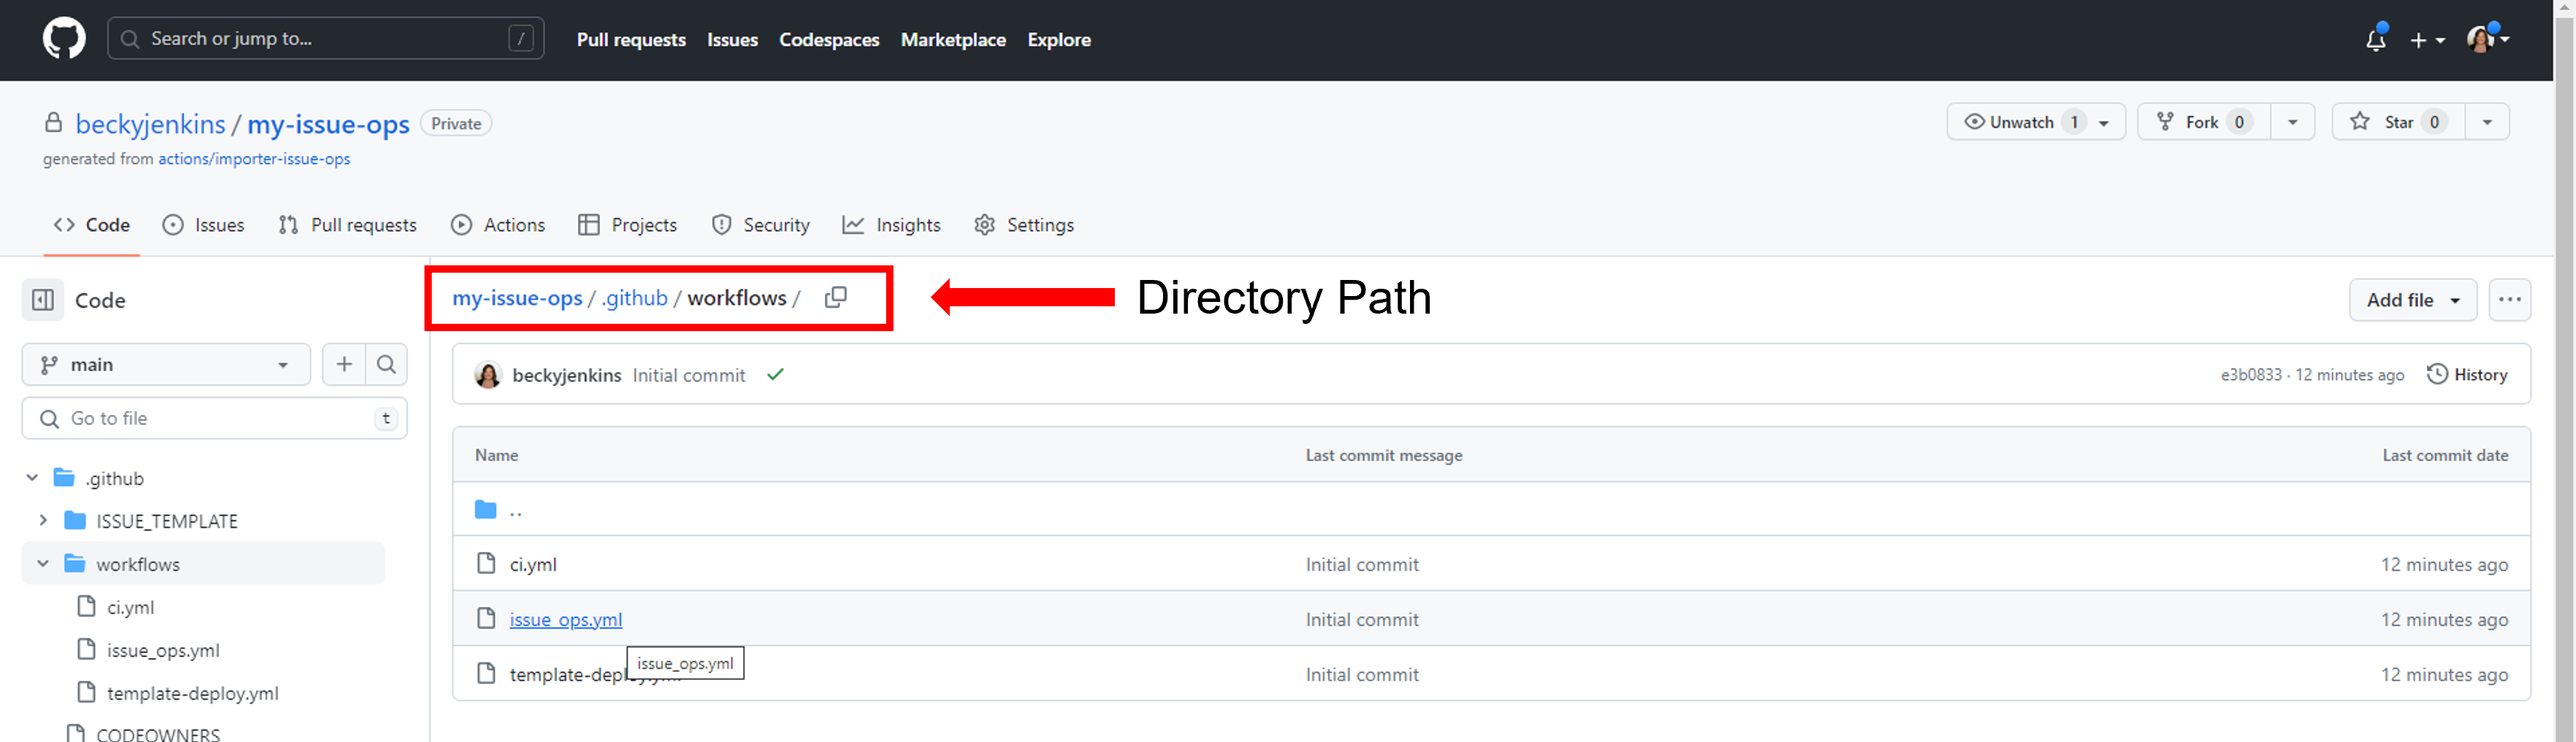 Search or jump to... / Pull requests Issues Codespaces Marketplace Explore
beckyjenkins / my-issue-ops Private Unwatch 1 Fork 0 Star 0
generated from actions/importer-issue-ops
Code Issues Pull requests Actions Projects Security Insights Settings
Code my-issue-ops / .github / workflows / Directory Path Add file ...
main beckyjenkins Initial commit e3b0833 · 12 minutes ago History
Go to file t
Name Last commit message Last commit date
.github
..
ISSUE_TEMPLATE
workflows ci.yml Initial commit 12 minutes ago
ci.yml issue_ops.yml Initial commit 12 minutes ago
issue_ops.yml issue_ops.yml
template-deploy.yml template-deploy.yml Initial commit 12 minutes ago
CODEOWNERS